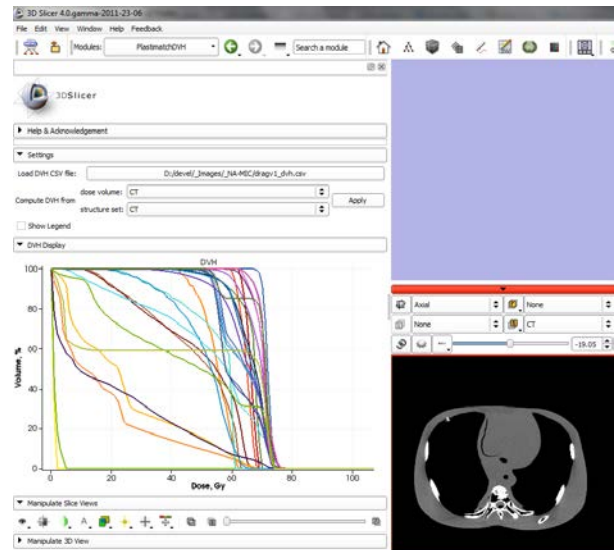 3D Slicer 4.0.gamma-2011-23-06
File Edit View Window Help Feedback
Modules: PlastimatchDVH Search a module
3DSlicer
Help & Acknowledgement
Settings
Load DVH CSV file: D:/devel/_Images/_NA-MIC/dragv1_dvh.csv
Compute DVH from dose volume: CT Apply
structure set: CT
Show Legend
DVH Display
DVH
100
80
60
40
20
0
Volume, %
0 20 40 60 80 100
Dose, Gy
Manipulate Slice Views
A
Manipulate 3D View
Axial None
None CT
-19.05